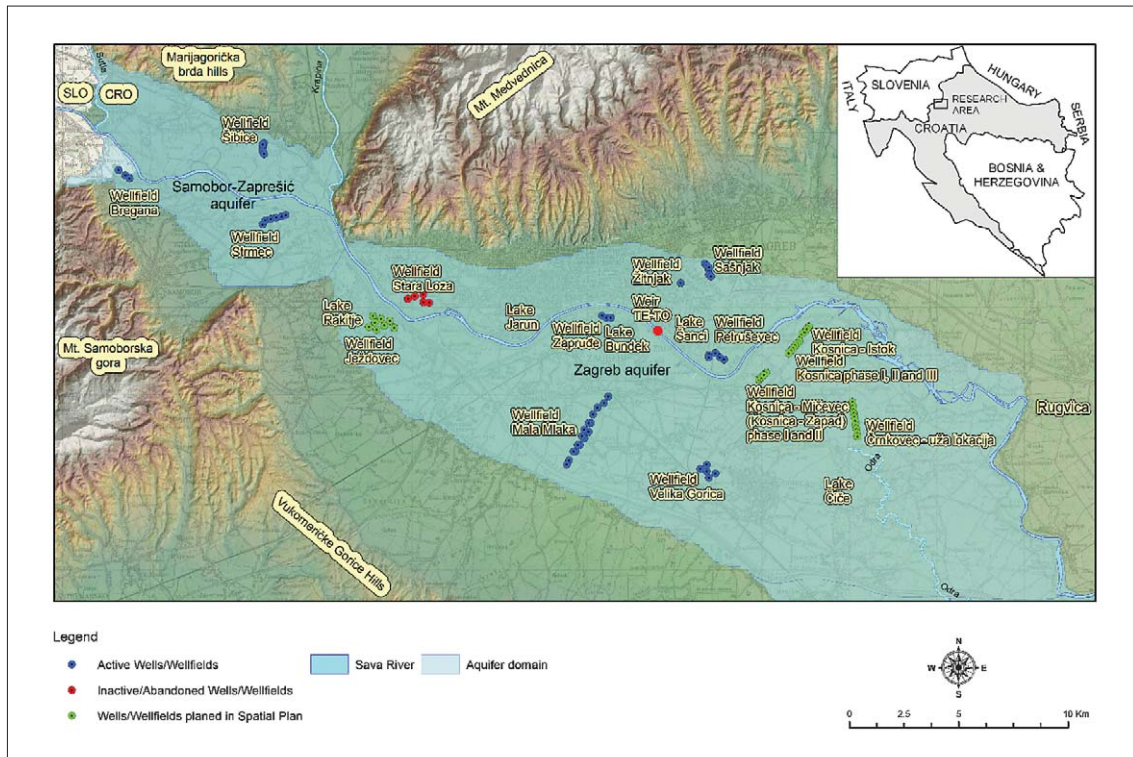 Marijagorička
brda hills
Sutla
Krapina
SLO
CRO
Mt. Medvednica
Wellfield
Šibice
Samobor-Zaprešić
aquifer
Wellfield
Bregana
Wellfield
Strmec
Mt. Samoborska
gora
Wellfield
Stara Loza
Lake
Rakitje
Wellfield
Ježdovec
Lake
Jarun
Wellfield
Zapruđe
Lake
Bundek
Wellfield
Žitnjak
Wellfield
Sašnjak
Weir
TE-TO
Lake
Šanci
Wellfield
Petruševec
Zagreb aquifer
Wellfield
Kosnica - Istok
Wellfield
Kosnica phase I, II and III
Wellfield
Kosnica - Mičevec
(Kosnica - Zapad)
phase I and II
Wellfield
Črnkovec - uža lokacija
Rugvica
Wellfield
Mala Mlaka
Wellfield
Velika Gorica
Lake
Čiče
Odra
Odra
Vukomeričke Gorice Hills
SLOVENIA
HUNGARY
ITALY
RESEARCH
AREA
CROATIA
SERBIA
BOSNIA &
HERZEGOVINA
Legend
Active Wells/Wellfields
Inactive/Abandoned Wells/Wellfields
Wells/Wellfields planed in Spatial Plan
Sava River
Aquifer domain
N
W
E
S
0 2.5 5 10 Km